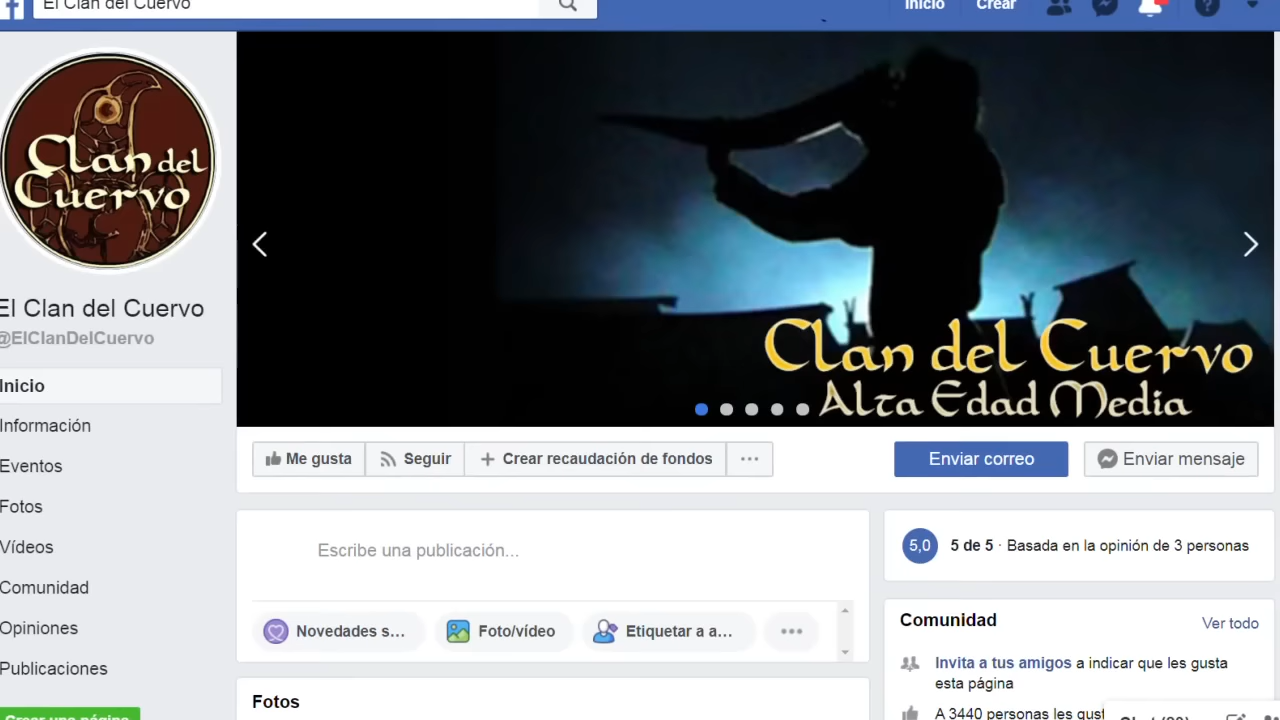 El Clan del Cuervo
Inicio
Crear
Clan del
Cuervo
El Clan del Cuervo
@ElClanDelCuervo
Inicio
Información
Eventos
Fotos
Vídeos
Comunidad
Opiniones
Publicaciones
Crear una página
Clan del Cuervo
Alta Edad Media
Me gusta
Seguir
+ Crear recaudación de fondos
...
Enviar correo
Enviar mensaje
Escribe una publicación...
Novedades s...
Foto/vídeo
Etiquetar a a...
...
Fotos
5,0
5 de 5 · Basada en la opinión de 3 personas
Comunidad
Ver todo
Invita a tus amigos a indicar que les gusta
esta página
A 3440 personas les gust